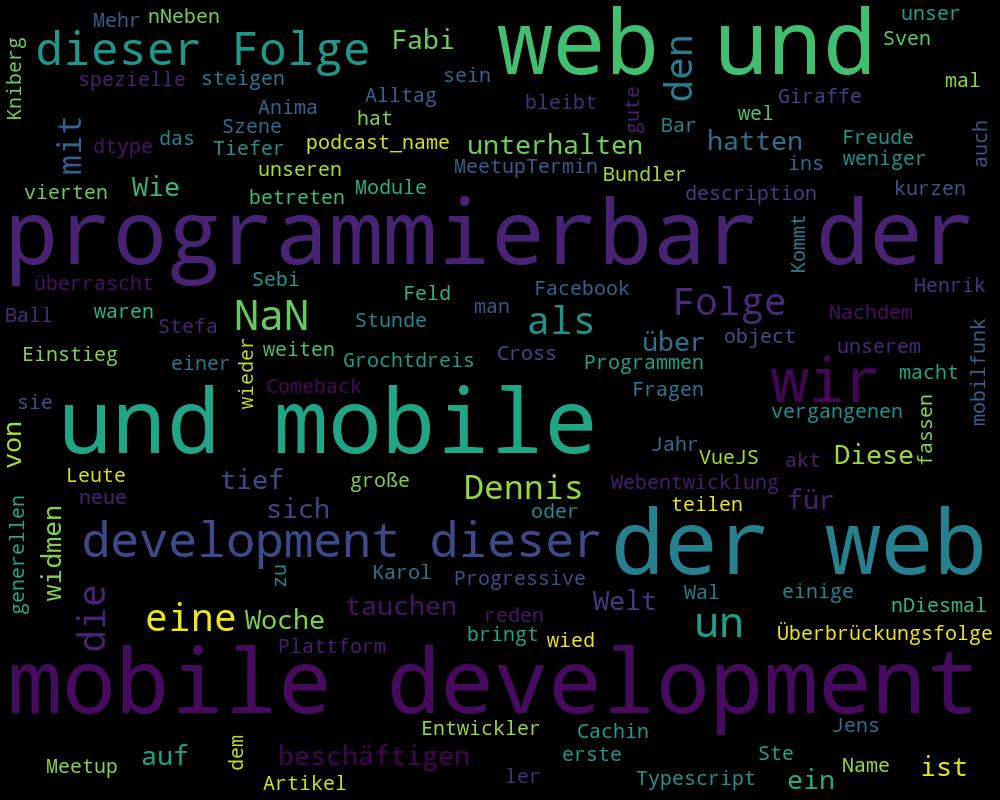 Mehr nNeben unser
Kniberg dieser Folge Fabi web und den Sven
spezielle steigen sein mal
Anima Alltag bleibt gute Giraffe
mit hat wel
dtype das Szene Tiefer podcast_name unterhalten Bar hatten Freude auch
unseren MeetupTermin Bundler ins weniger
vierten Wie betreten Module description kurzen
programmierbar der
Kommt
überrascht Sebi Feld Facebook Henrik
Ball waren Stefa NaN Stunde man als Folge Nachdem
Einstieg einer wieder weiten Grochtdreis Cross über object unserem mobilfunk
Programmen
Comeback Fragen wir macht
sie und mobile vergangenen fassen
von Jahr VueJS akt Diese
Leute tief große Dennis Webentwicklung
neue sich oder teilen für
generellen widmen development dieser der web
zu Karol Progressive
die eine Woche tauchen reden Welt Wal einige nDiesmal
Plattform bringt wied un Überbrückungsfolge
mobile development
Entwickler Cachin Jens
Meetup auf dem beschäftigen erste Ste Name ist
Artikel ler Typescript ein